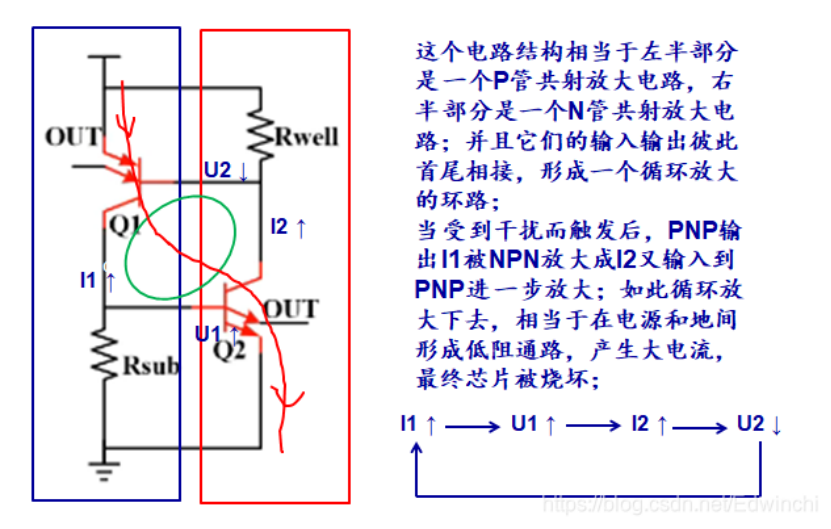 这个电路结构相当于左半部分
是一个P管共射放大电路，右
半部分是一个N管共射放大电
路；并且它们的输入输出彼此
首尾相接，形成一个循环放大
的环路；
当受到干扰而触发后，PNP输
出I1被NPN放大成I2又输入到
PNP进一步放大；如此循环放
大下去，相当于在电源和地间
形成低阻通路，产生大电流，
最终芯片被烧坏；
I1 ↑ → U1 ↑ → I2 ↑ → U2 ↓
OUT
Rwell
U2 ↓
Q1
I2 ↑
I1 ↑
OUT
U1 ↑
Q2
Rsub
https://blog.csdn.net/Edwinchi